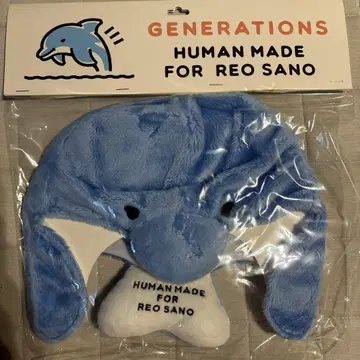 GENERATIONS
HUMAN MADE
FOR REO SANO
HUMAN MADE
FOR
REO SANO